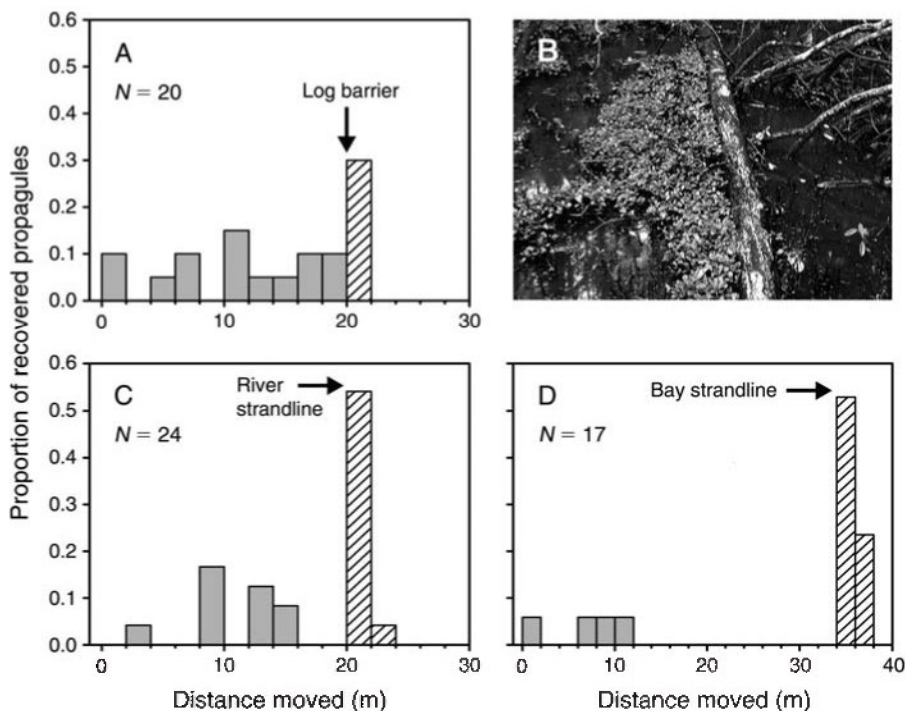 Proportion of recovered propagules
0.6
0.5
0.4
0.3
0.2
0.1
0.0
A
N = 20
Log barrier
0
10
20
30
B
0.6
0.5
0.4
0.3
0.2
0.1
0.0
C
N = 24
River
strandline
0
10
20
30
Distance moved (m)
D
N = 17
Bay strandline
0
10
20
30
40
Distance moved (m)